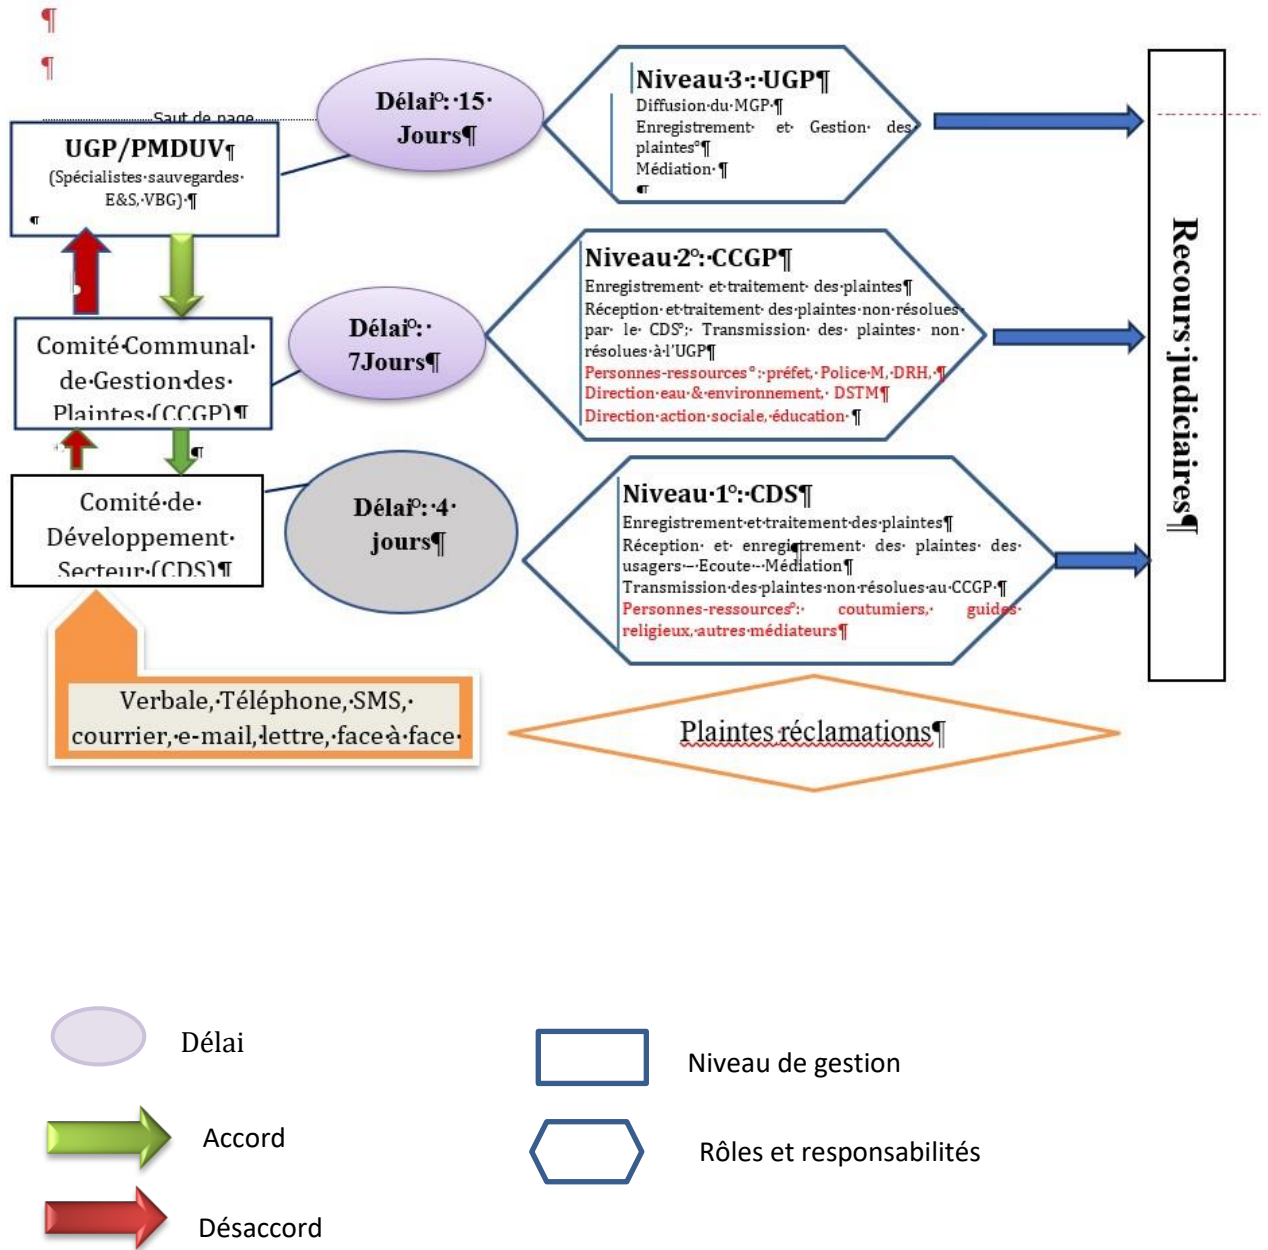 ¶
¶
Saut de page
UGP/PMDUV¶
(Spécialistes·sauvegardes·
E&S,·VBG)·¶
¶
Délai°:·15·
Jours¶
Niveau·3·:·UGP¶
Diffusion·du·MGP·¶
Enregistrement· et· Gestion· des·
plaintes°¶
Médiation·¶
¶
Comité·Communal·
de·Gestion·des·
Plaintes·(CCGP)¶
Délai°:·
7Jours¶
Niveau·2°:·CCGP¶
Enregistrement· et·traitement· des·plaintes¶
Réception·et·traitement·des·plaintes·non·résolues·
par· le· CDS°;· Transmission· des· plaintes· non·
résolues·à·l'UGP¶
Personnes-ressources°:·préfet,·Police·M,·DRH,·¶
Direction·eau·&·environnement,· DSTM¶
Direction·action·sociale,·éducation·¶
¶
Comité·de·
Développement·
Secteur·(CDS)¶
Délai°:·4·
jours¶
Niveau·1°:·CDS¶
Enregistrement·et·traitement·des·plaintes¶
Réception· et· enregistrement· des· plaintes· des·
usagers·–·Ecoute·-·Médiation¶
Transmission·des·plaintes·non·résolues·au·CCGP·¶
Personnes-ressources°:· coutumiers,· guides·
religieux,·autres·médiateurs¶
¶
Recours·judiciaires¶
Verbale,·Téléphone,·SMS,·
courrier,·e-mail,·lettre,·face·à·face·
Plaintes·réclamations¶
Délai
Niveau de gestion
Accord
Rôles et responsabilités
Désaccord